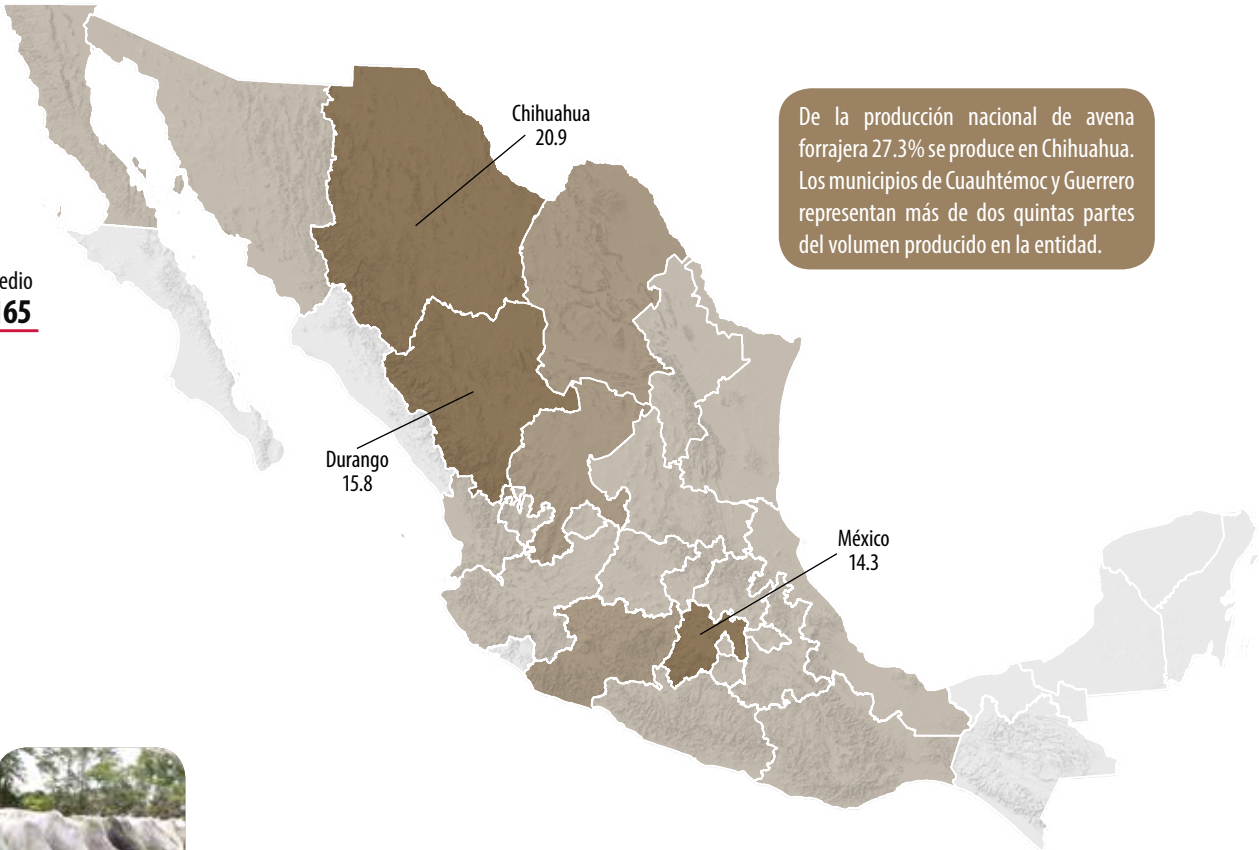 Chihuahua
20.9
De la producción nacional de avena
forrajera 27.3% se produce en Chihuahua.
Los municipios de Cuauhtémoc y Guerrero
representan más de dos quintas partes
del volumen producido en la entidad.
Durango
15.8
México
14.3